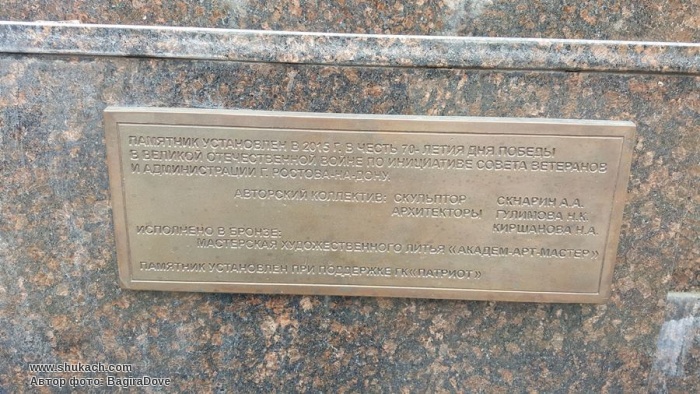 ПАМЯТНИК УСТАНОВЛЕН В 2015 Г. В ЧЕСТЬ 70- ЛЕТИЯ ДНЯ ПОБЕДЫ
В ВЕЛИКОЙ ОТЕЧЕСТВЕННОЙ ВОЙНЕ ПО ИНИЦИАТИВЕ СОВЕТА ВЕТЕРАНОВ
И АДМИНИСТРАЦИИ Г. РОСТОВА-НА-ДОНУ.
АВТОРСКИЙ КОЛЛЕКТИВ: СКУЛЬПТОР СКНАРИН А.А.
АРХИТЕКТОРЫ ГУЛИМОВА Н.К.
КИРШАНОВА Н.А.
ИСПОЛНЕНО В БРОНЗЕ:
МАСТЕРСКАЯ ХУДОЖЕСТВЕННОГО ЛИТЬЯ «АКАДЕМ-АРТ-МАСТЕР»
ПАМЯТНИК УСТАНОВЛЕН ПРИ ПОДДЕРЖКЕ ГК «ПАТРИОТ»
www.shukach.com
Автор фото: BagiraDove